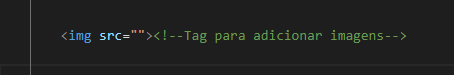 <img src=""><!--Tag para adicionar imagens-->